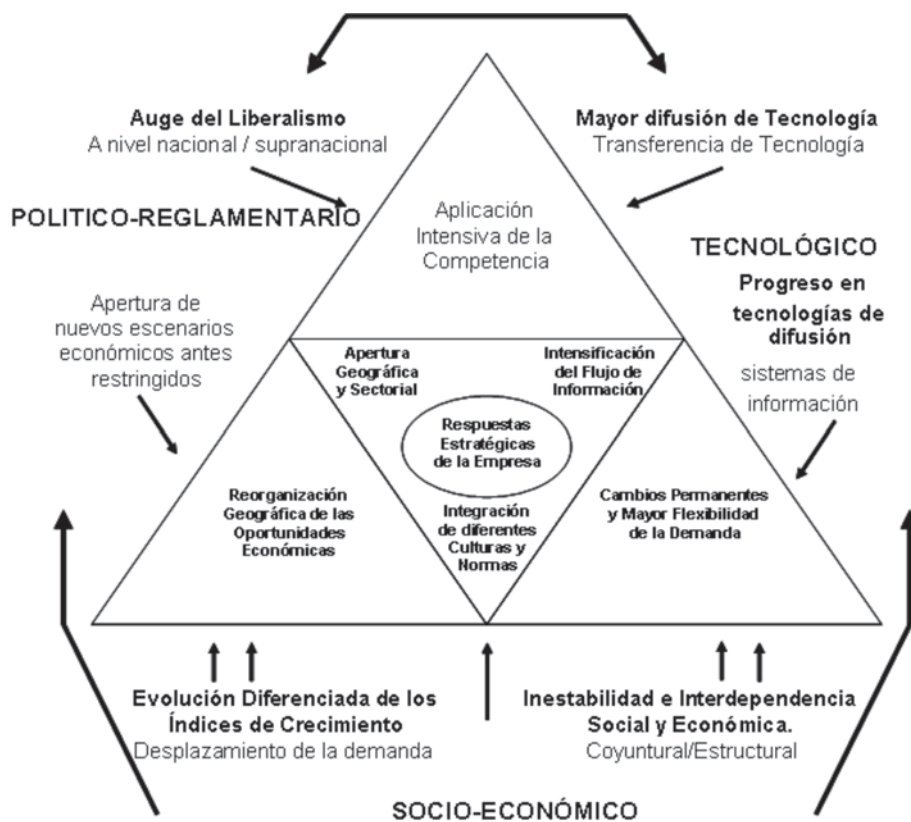 Auge del Liberalismo
A nivel nacional / supranacional
Mayor difusión de Tecnología
Transferencia de Tecnología
POLITICO-REGLAMENTARIO
Aplicación
Intensiva de la
Competencia
TECNOLÓGICO
Progreso en
tecnologías de
difusión
sistemas de
información
Apertura de
nuevos escenarios
económicos antes
restringidos
Apertura
Geográfica
y Sectorial
Intensificación
del Flujo de
Información
Respuestas
Estratégicas
de la Empresa
Reorganización
Geográfica de las
Oportunidades
Económicas
Integración
de diferentes
Culturas y
Normas
Cambios Permanentes
y Mayor Flexibilidad
de la Demanda
Evolución Diferenciada de los
Índices de Crecimiento
Desplazamiento de la demanda
Inestabilidad e Interdependencia
Social y Económica.
Coyuntural/Estructural
SOCIO-ECONÓMICO